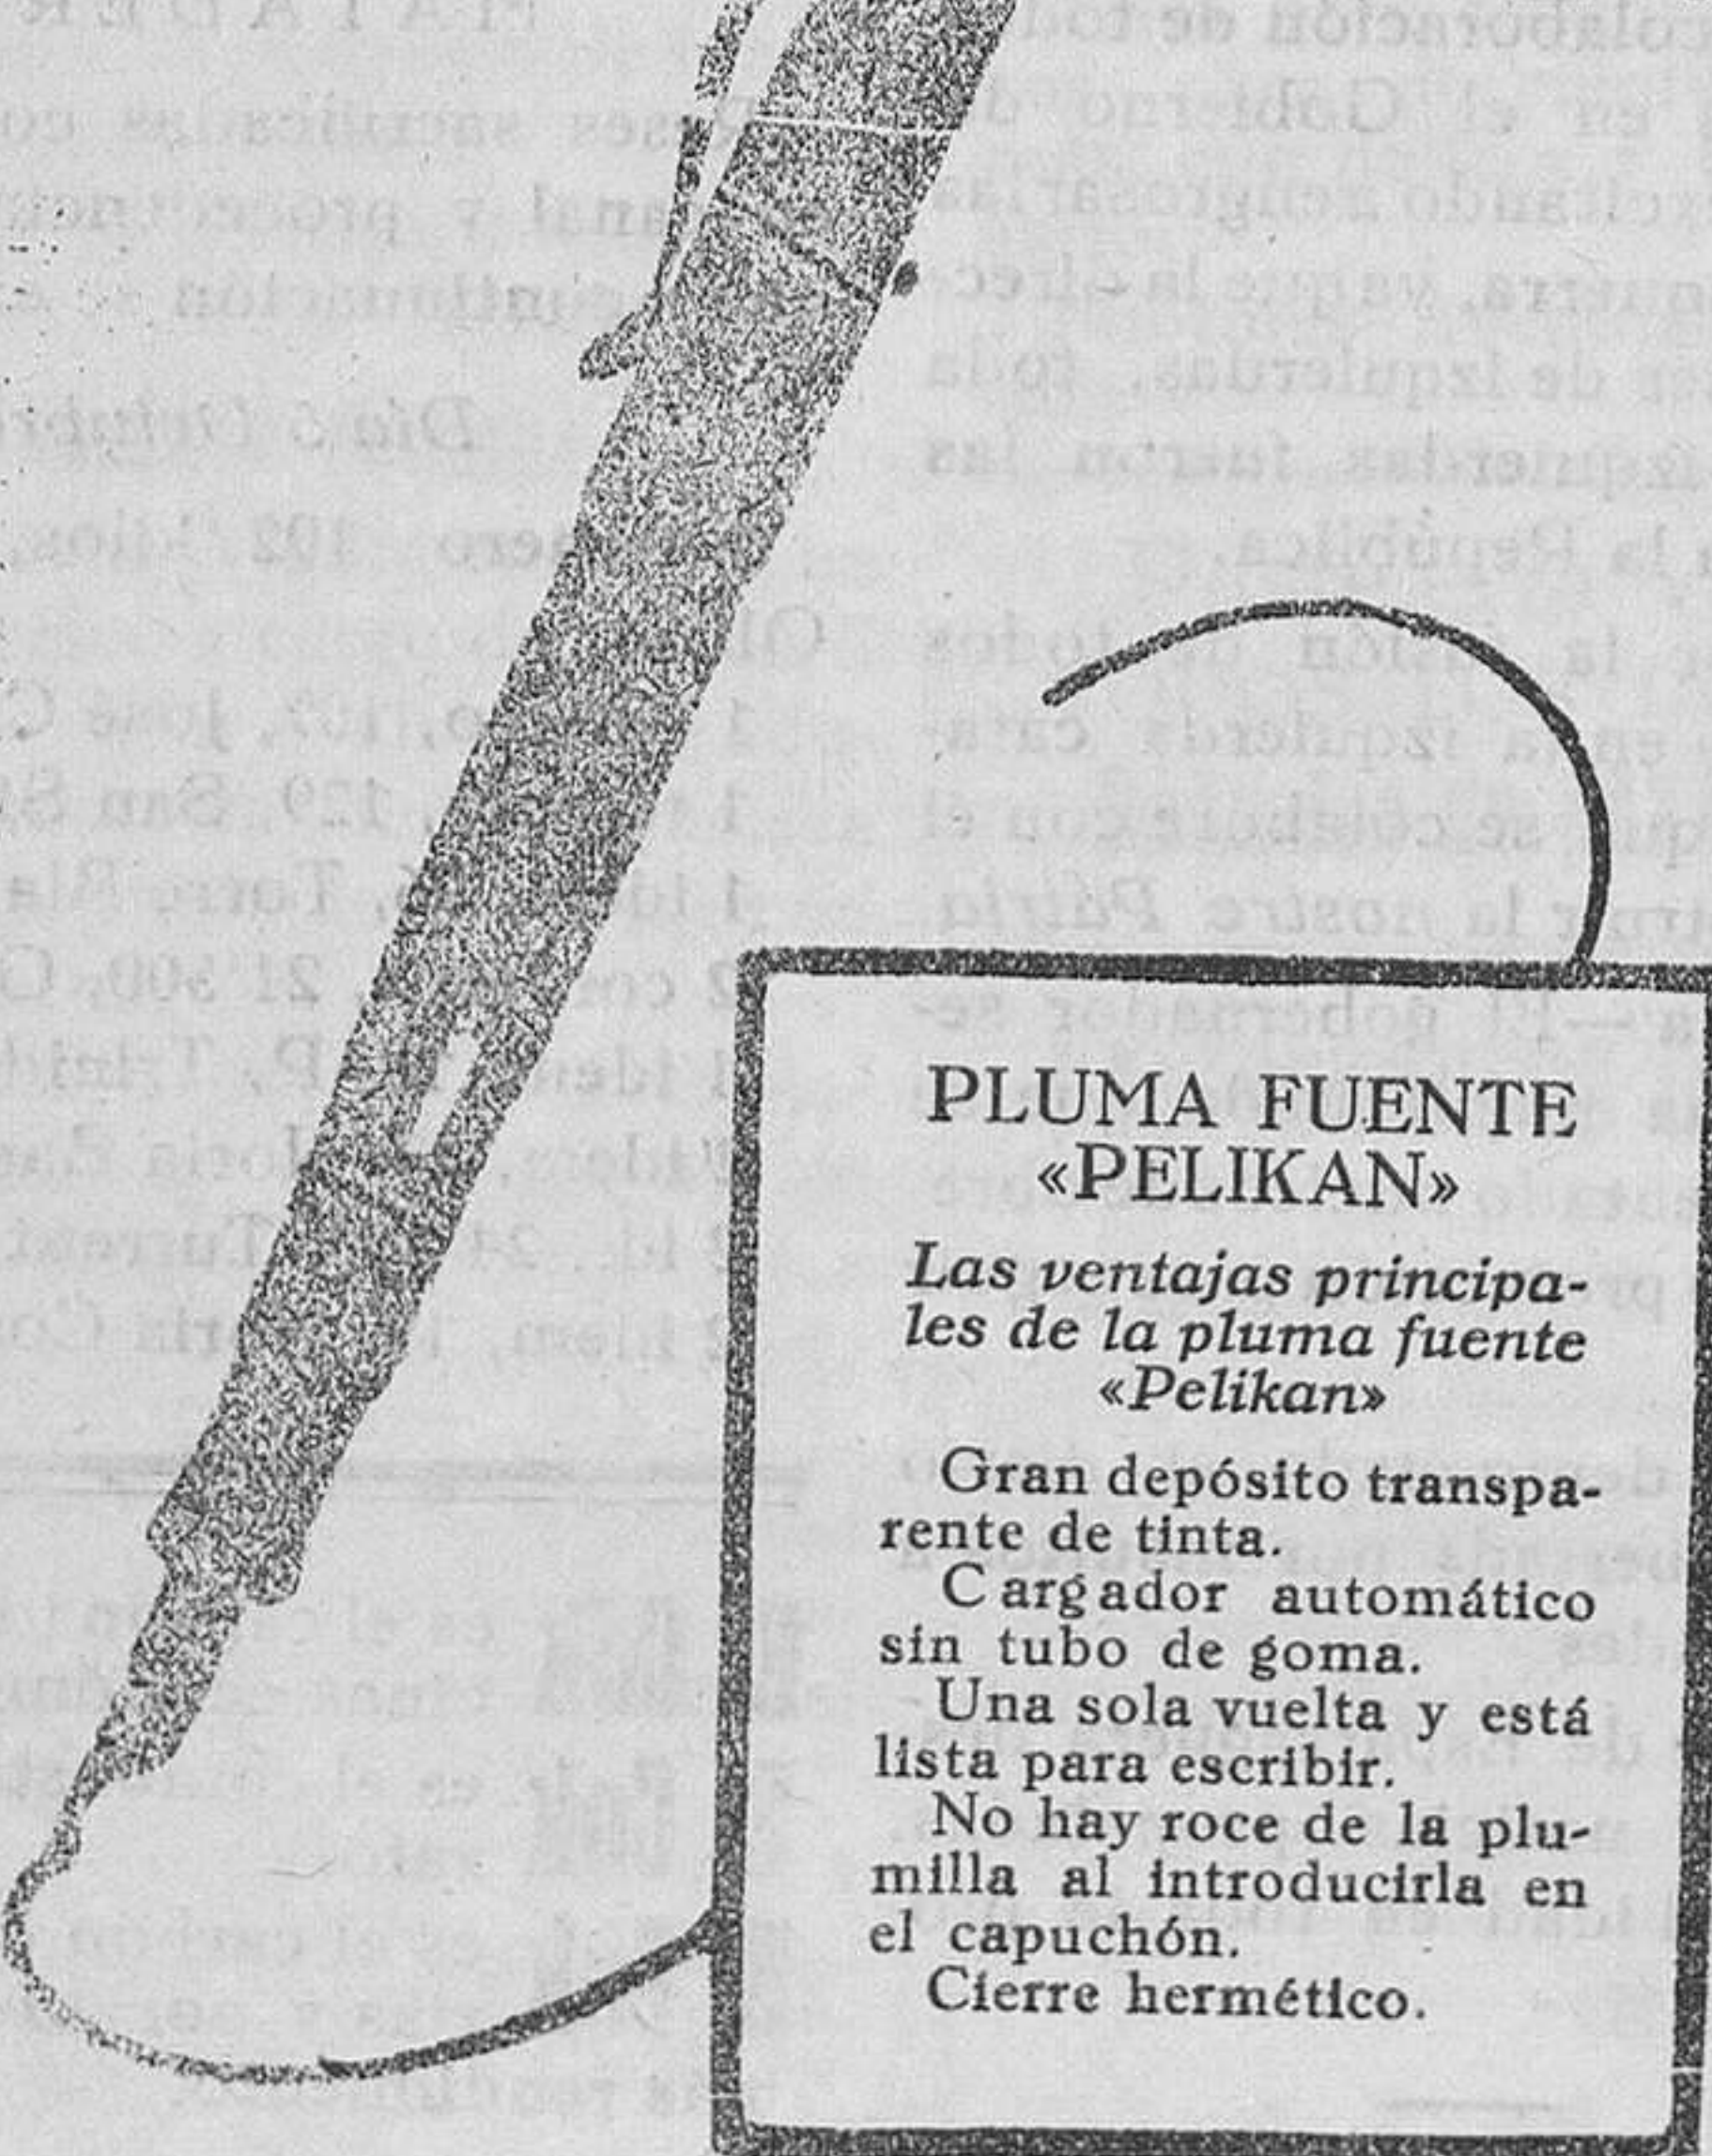 PLUMA FUENTE
«PELIKAN»
Las ventajas principa-
les de la pluma fuente
«Pelikan»
Gran depósito transpa-
rente de tinta.
Cargador automático
sin tubo de goma.
Una sola vuelta y está
lista para escribir.
No hay roce de la plu-
milla al introducirla en
el capuchón.
Cierre hermético.